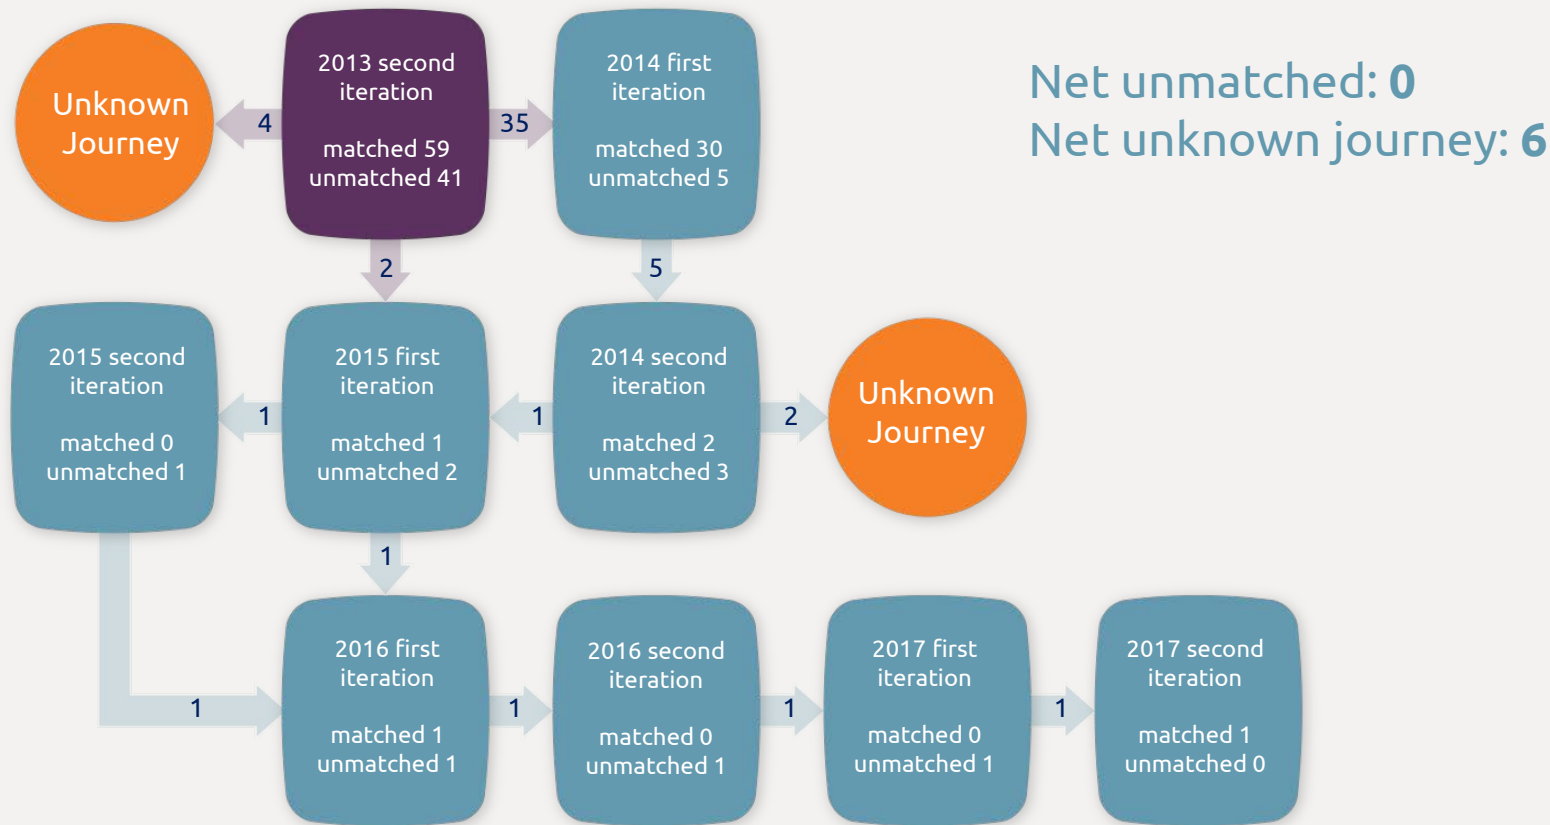 Unknown
Journey
4
2013 second
iteration
matched 59
unmatched 41
35
2014 first
iteration
matched 30
unmatched 5
Net unmatched: 0
Net unknown journey: 6
2
5
2015 second
iteration
matched 0
unmatched 1
1
2015 first
iteration
matched 1
unmatched 2
1
2014 second
iteration
matched 2
unmatched 3
2
Unknown
Journey
1
1
2016 first
iteration
matched 1
unmatched 1
1
2016 second
iteration
matched 0
unmatched 1
1
2017 first
iteration
matched 0
unmatched 1
1
2017 second
iteration
matched 1
unmatched 0